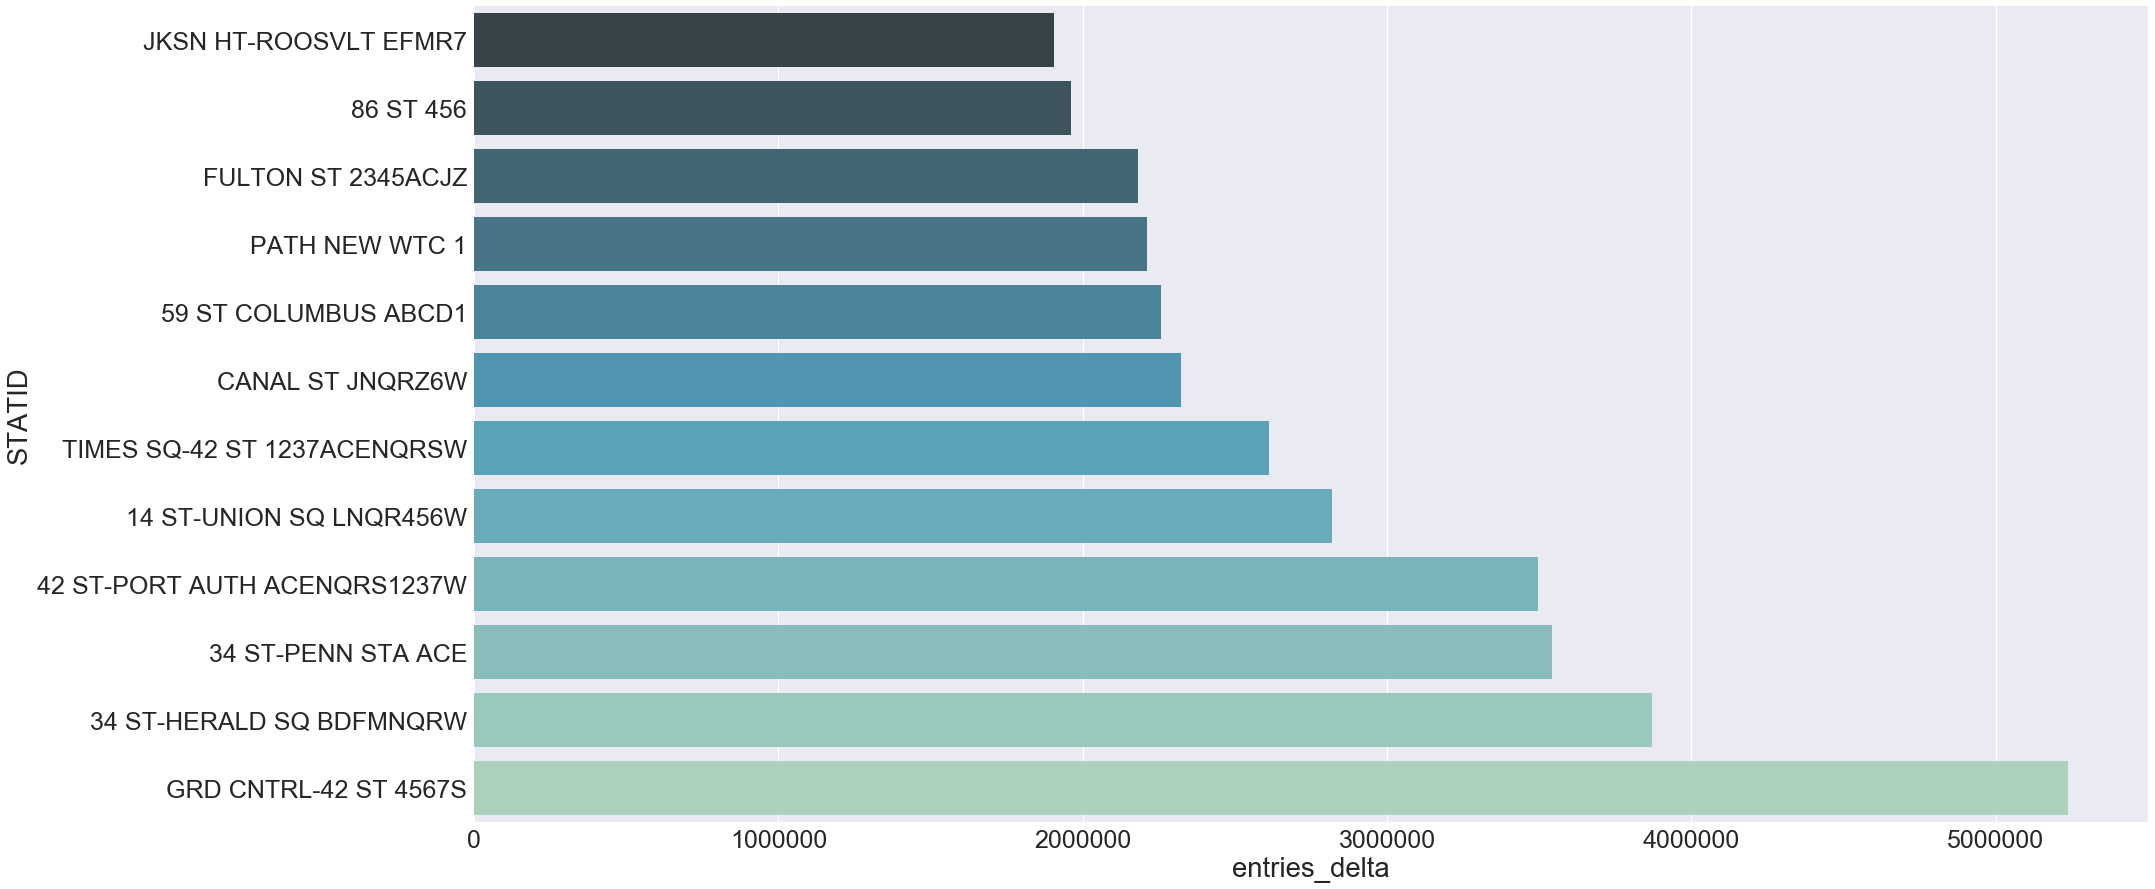 JKSN HT-ROOSVLT EFMR7
86 ST 456
FULTON ST 2345ACJZ
PATH NEW WTC 1
59 ST COLUMBUS ABCD1
CANAL ST JNQRZ6W
TIMES SQ-42 ST 1237ACENQRSW
14 ST-UNION SQ LNQR456W
42 ST-PORT AUTH ACENQRS1237W
34 ST-PENN STA ACE
34 ST-HERALD SQ BDFMNQRW
GRD CNTRL-42 ST 4567S
STATID
0 1000000 2000000 3000000 4000000 5000000
entries_delta